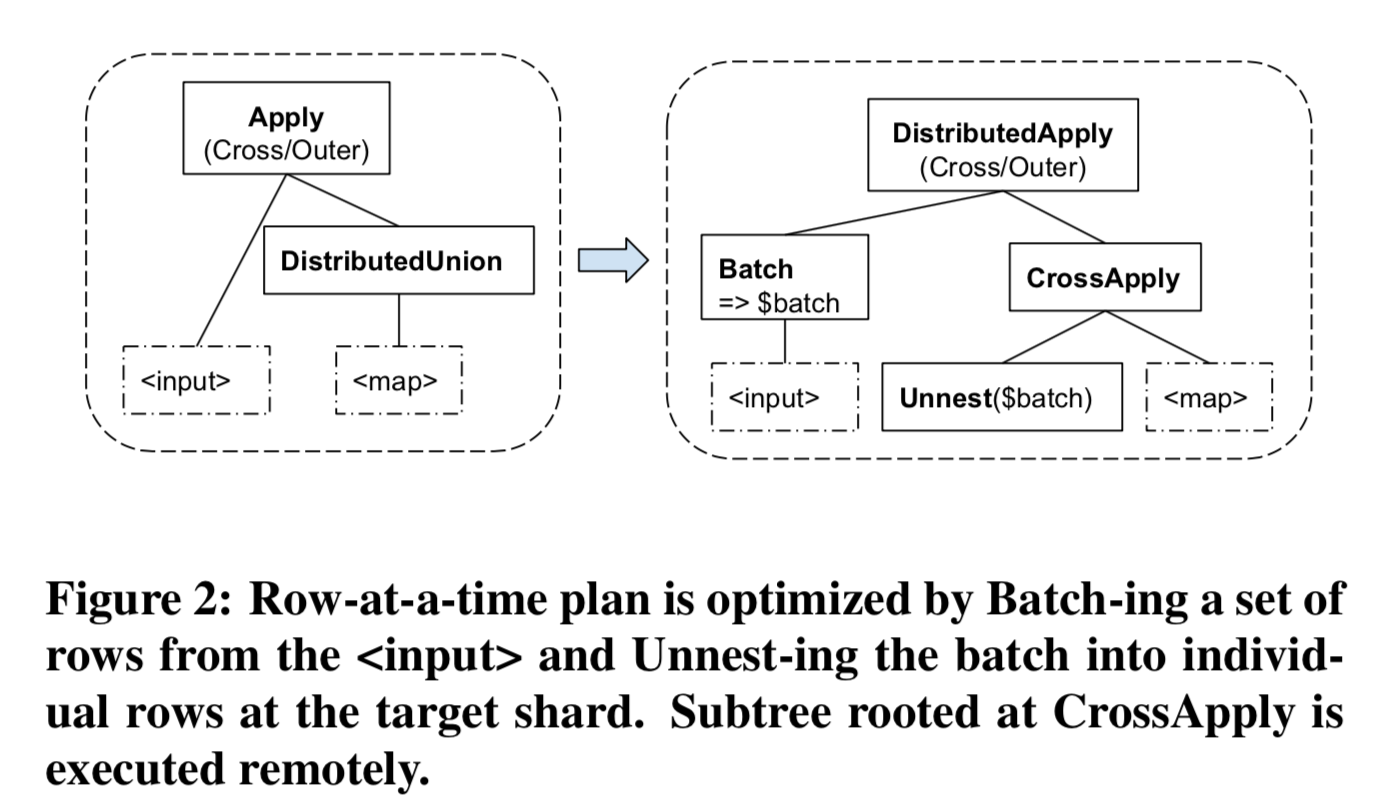 Apply
(Cross/Outer)
DistributedUnion
<input>
<map>
DistributedApply
(Cross/Outer)
Batch
=> $batch
CrossApply
<input>
Unnest($batch)
<map>
Figure 2: Row-at-a-time plan is optimized by Batch-ing a set of
rows from the <input> and Unnest-ing the batch into individ-
ual rows at the target shard. Subtree rooted at CrossApply is
executed remotely.